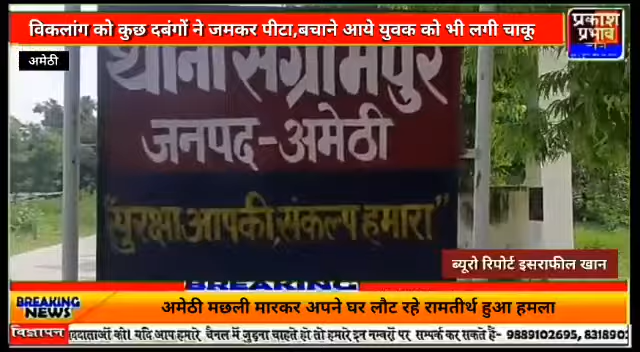 विकलांग को कुछ दबंगों ने जमकर पीटा,बचाने आये युवक को भी लगी चाकू
प्रकाश
प्रभाव
अमेठी
थाना संग्रामपुर
जनपद-अमेठी
"सुरक्षा आपकी, संकल्प हमारा"
ब्यूरो रिपोर्ट इसराफील खान
BREAKING
BREAKING
NEWS
अमेठी मछली मारकर अपने घर लौट रहे रामतीर्थ हुआ हमला
विज्ञापन
ददाताओं की। यदि आप हमारे चैनल में जुड़ना चाहते हो तो हमारे इन नम्बरों पर सम्पर्क कर सकते हैं- 9889102695, 831890